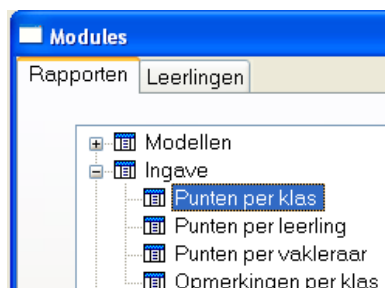 Modules
Rapporten Leerlingen
Modellen
Ingave
Punten per klas
Punten per leerling
Punten per vakleraar
Opmerkingen per klas